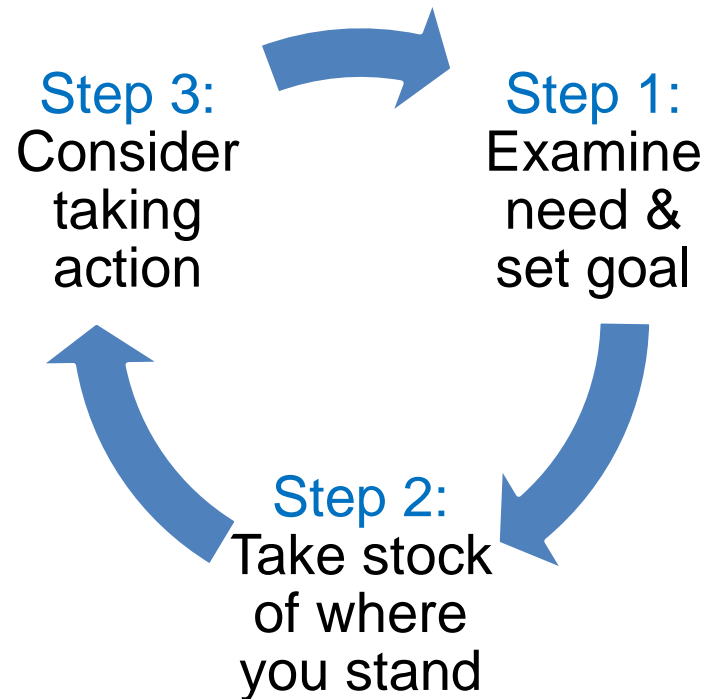 Step 1:
Examine
need &
set goal
Step 2:
Take stock
of where
you stand
Step 3:
Consider
taking
action